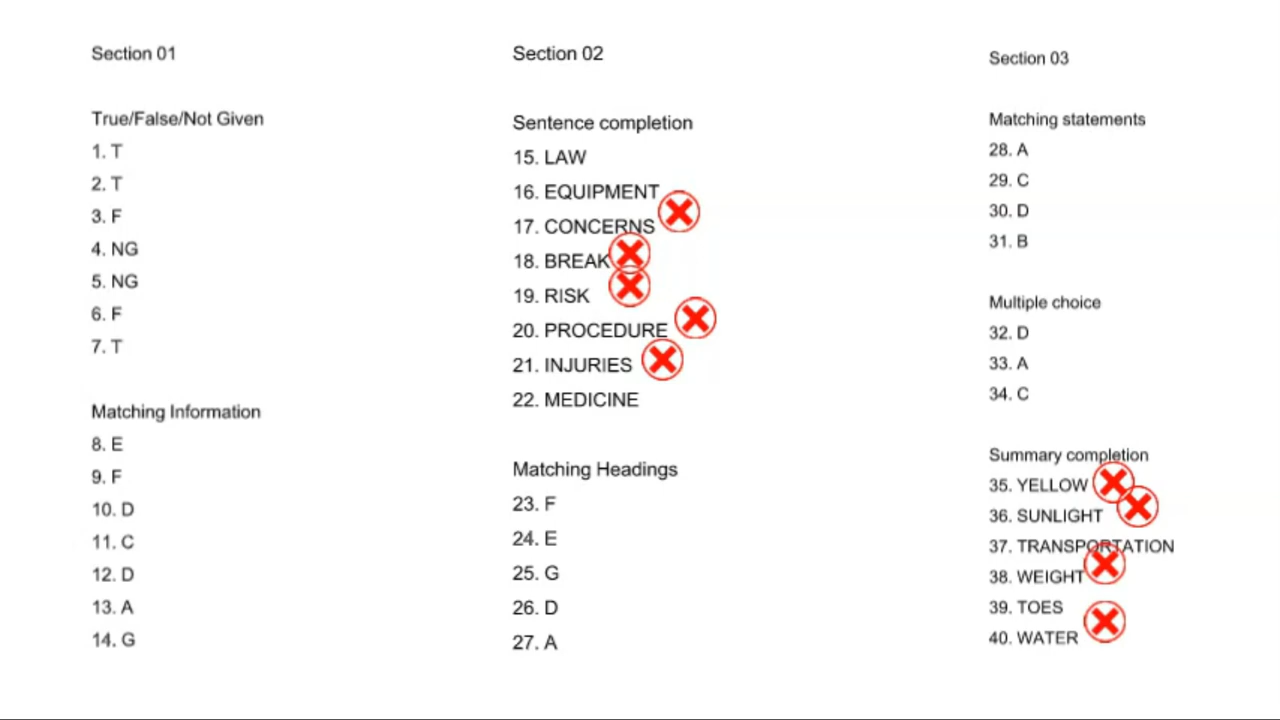 Section 01
True/False/Not Given
1. T
2. T
3. F
4. NG
5. NG
6. F
7. T
Matching Information
8. E
9. F
10. D
11. C
12. D
13. A
14. G
Section 02
Sentence completion
15. LAW
16. EQUIPMENT
17. CONCERNS
18. BREAK
19. RISK
20. PROCEDURE
21. INJURIES
22. MEDICINE
Matching Headings
23. F
24. E
25. G
26. D
27. A
Section 03
Matching statements
28. A
29. C
30. D
31. B
Multiple choice
32. D
33. A
34. C
Summary completion
35. YELLOW
36. SUNLIGHT
37. TRANSPORTATION
38. WEIGHT
39. TOES
40. WATER